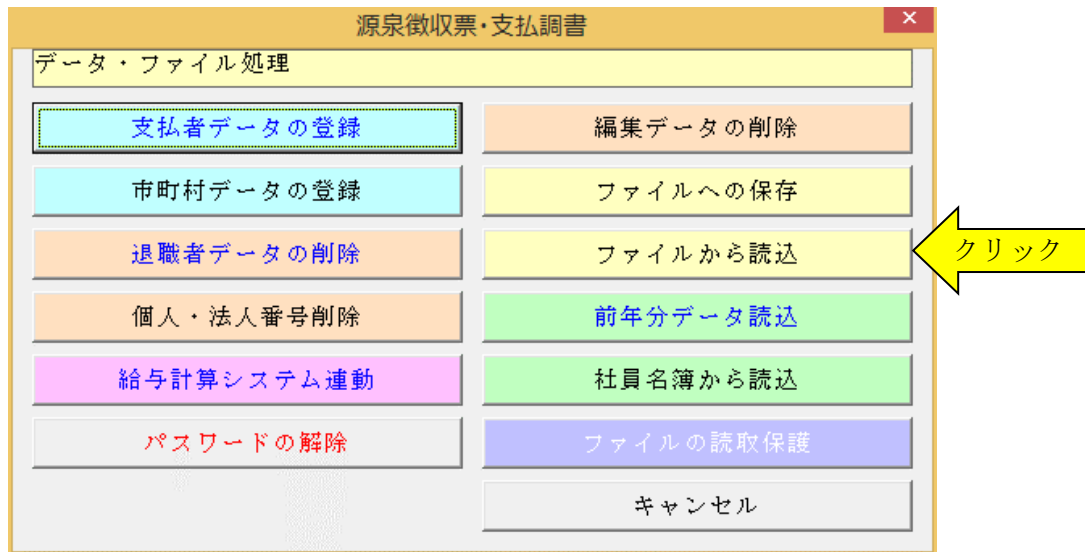 源泉徴収票・支払調書
×
データ・ファイル処理
支払者データの登録
編集データの削除
市町村データの登録
ファイルへの保存
退職者データの削除
ファイルから読込
クリック
個人・法人番号削除
前年分データ読込
給与計算システム連動
社員名簿から読込
パスワードの解除
ファイルの読取保護
キャンセル